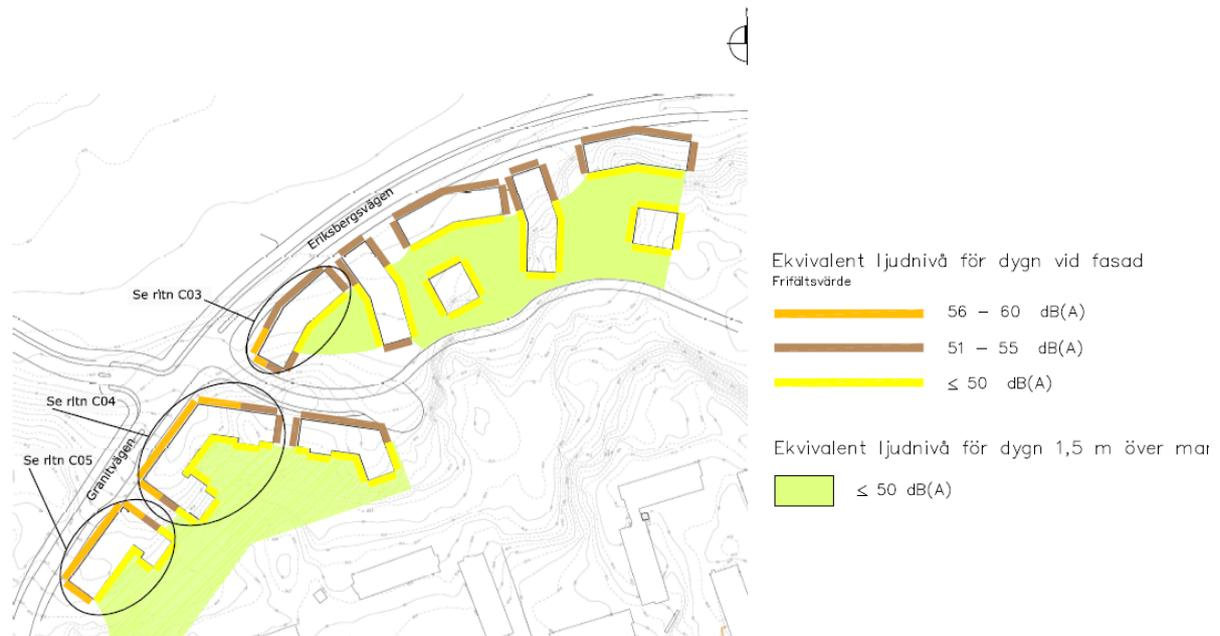 Eriksbergsvägen
Se ritn C03
Se ritn C04
Se ritn C05
Granitvägen
Ekvivalent ljudnivå för dygn vid fasad
Frifältsvärde
56 – 60 dB(A)
51 – 55 dB(A)
≤ 50 dB(A)
Ekvivalent ljudnivå för dygn 1,5 m över mar
≤ 50 dB(A)